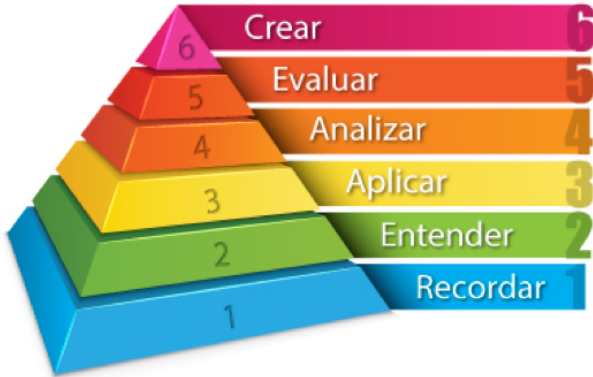 6 Crear 6
5 Evaluar 5
4 Analizar 4
3 Aplicar 3
2 Entender 2
1 Recordar 1